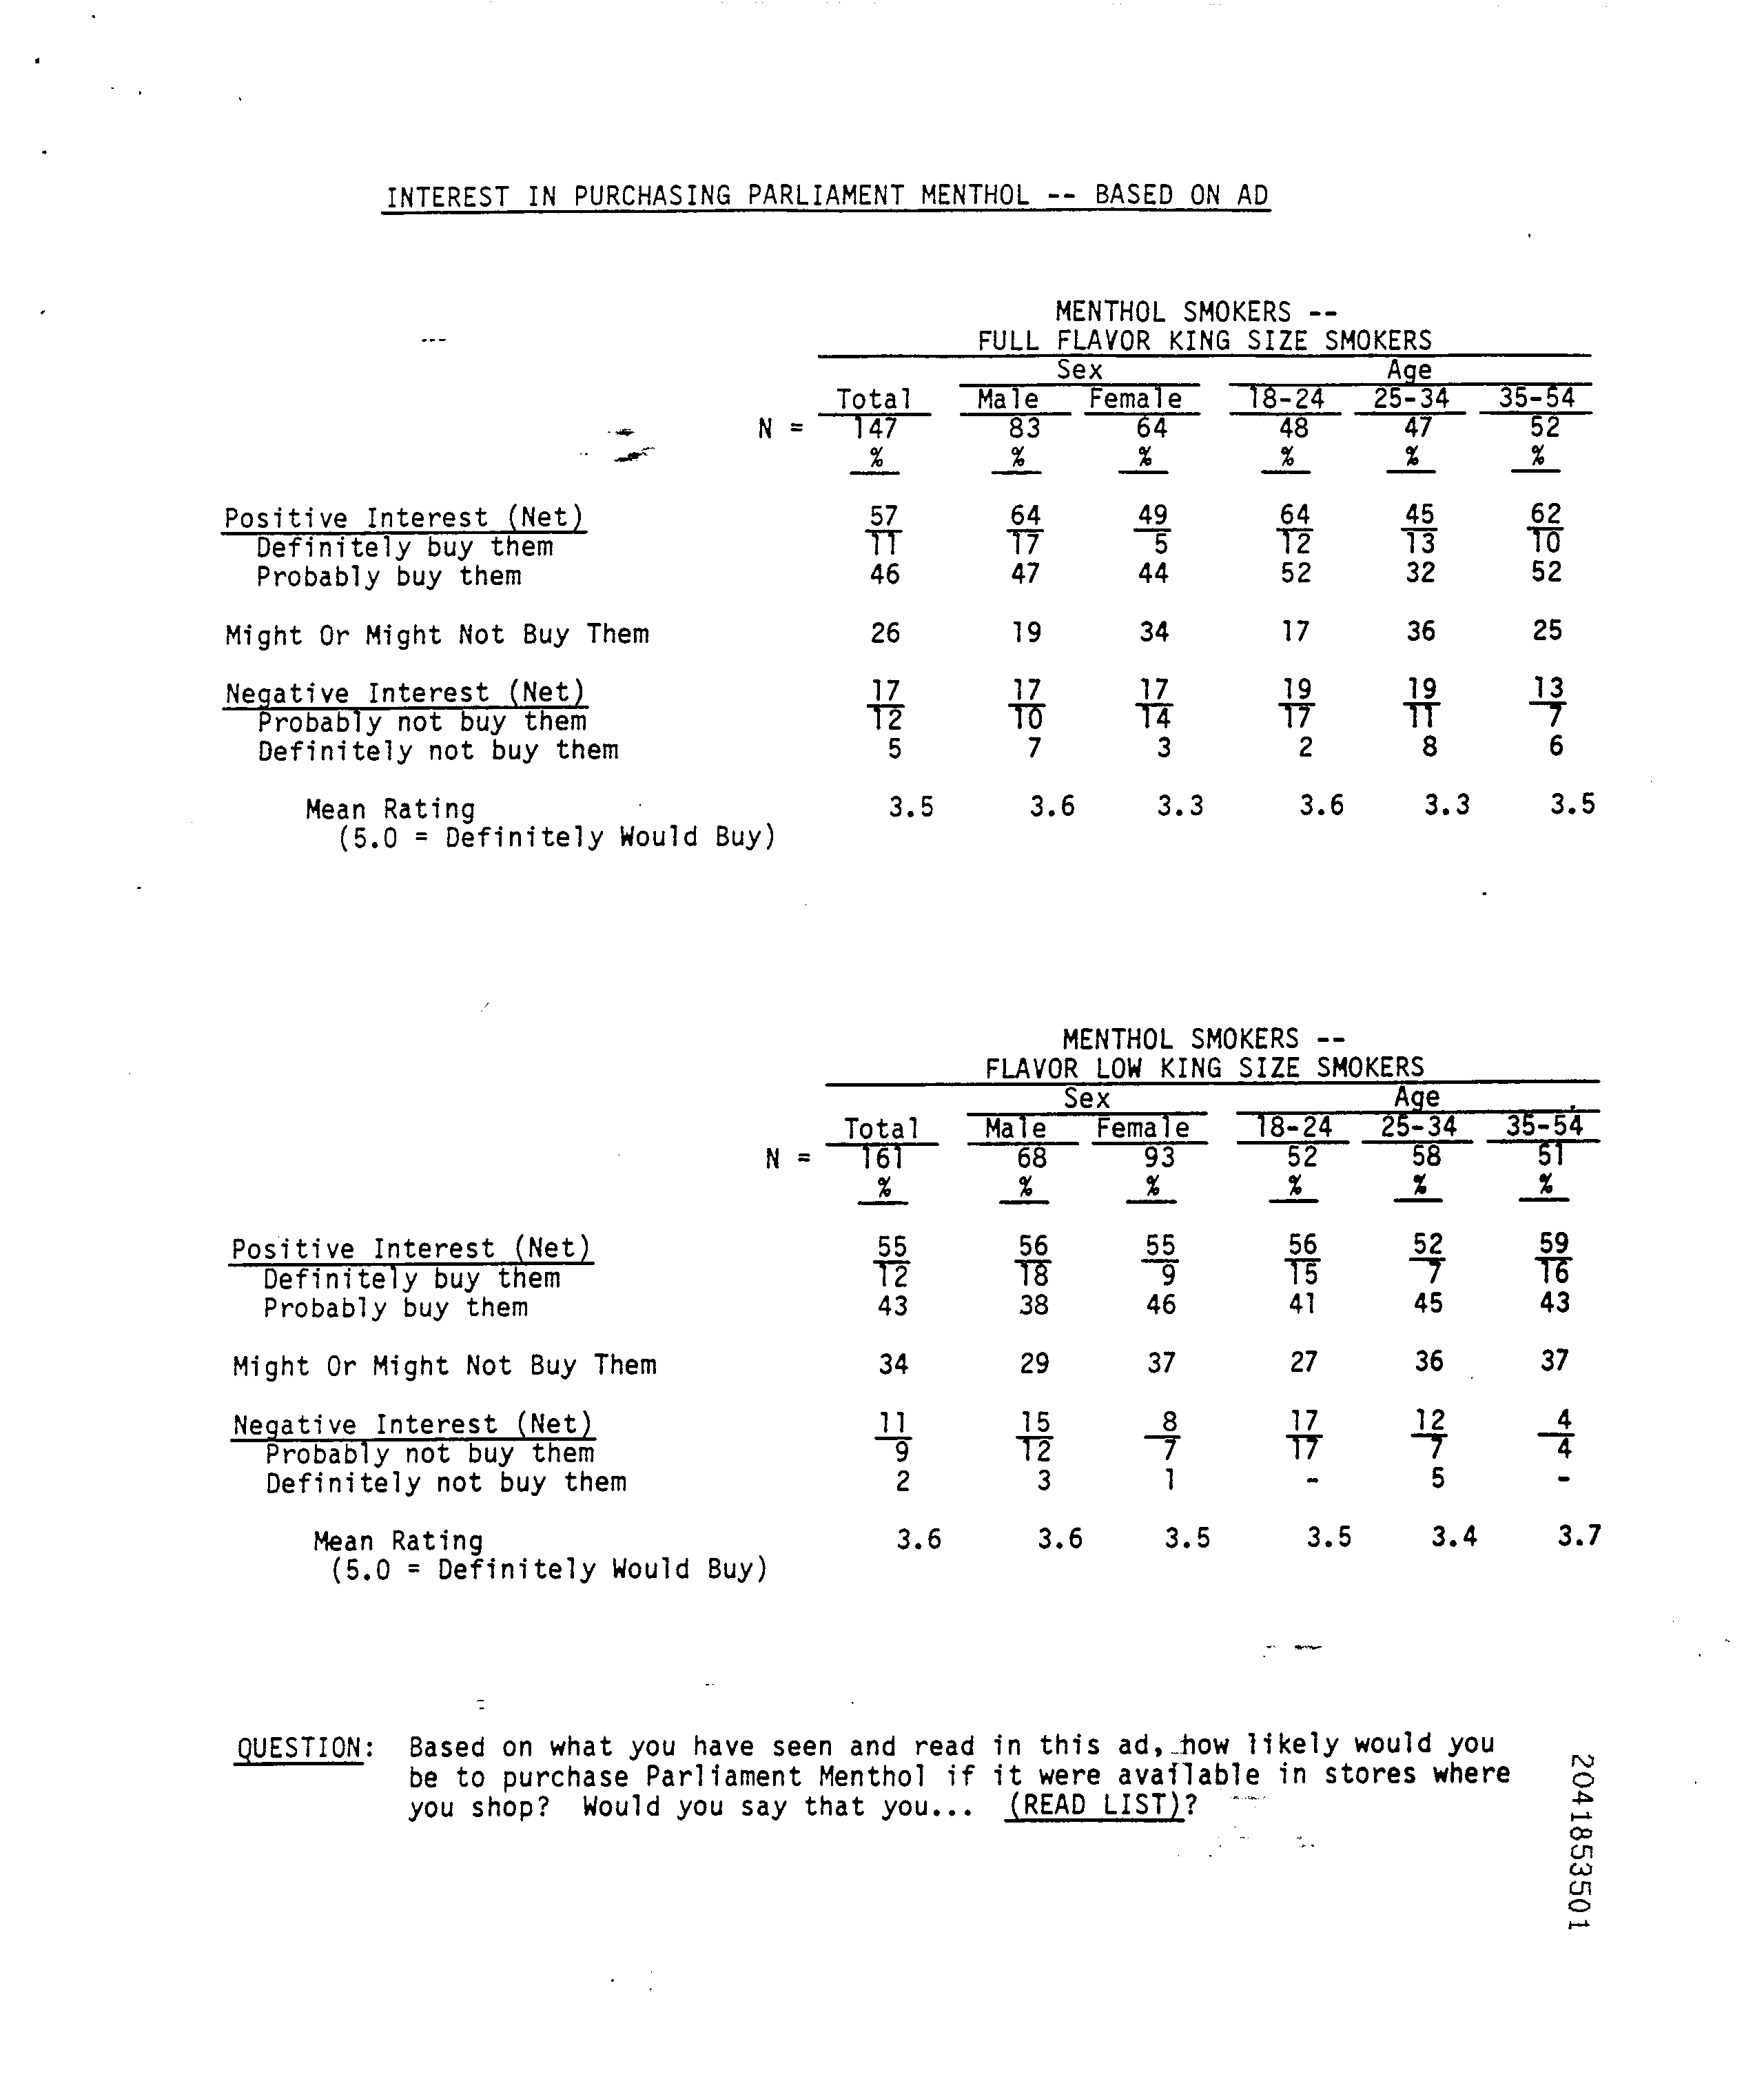 INTEREST IN PURCHASING PARLIAMENT MENTHOL -- BASED ON AD
MENTHOL SMOKERS --
FULL FLAVOR KING SIZE SMOKERS
Sex Age
Total Male Female 18-24 25-34 35-54
N = 147 83 64 48 47 52
% % % % % %
Positive Interest (Net) 57 64 49 64 45 62
Definitely buy them 11 17 5 12 13 10
Probably buy them 46 47 44 52 32 52
Might Or Might Not Buy Them 26 19 34 17 36 25
Negative Interest (Net) 17 17 17 19 19 13
Probably not buy them 12 10 14 17 11 7
Definitely not buy them 5 7 3 2 8 6
Mean Rating 3.5 3.6 3.3 3.6 3.3 3.5
(5.0 = Definitely Would Buy)
MENTHOL SMOKERS --
FLAVOR LOW KING SIZE SMOKERS
Sex Age
Total Male Female 18-24 25-34 35-54
N = 161 68 93 52 58 51
% % % % % %
Positive Interest (Net) 55 56 55 56 52 59
Definitely buy them 12 18 9 15 7 16
Probably buy them 43 38 46 41 45 43
Might Or Might Not Buy Them 34 29 37 27 36 37
Negative Interest (Net) 11 15 8 17 12 4
Probably not buy them 9 12 7 17 7 4
Definitely not buy them 2 3 1 - 5 -
Mean Rating 3.6 3.6 3.5 3.5 3.4 3.7
(5.0 = Definitely Would Buy)
QUESTION: Based on what you have seen and read in this ad, how likely would you
be to purchase Parliament Menthol if it were available in stores where
you shop? Would you say that you... (READ LIST)?
2041853501